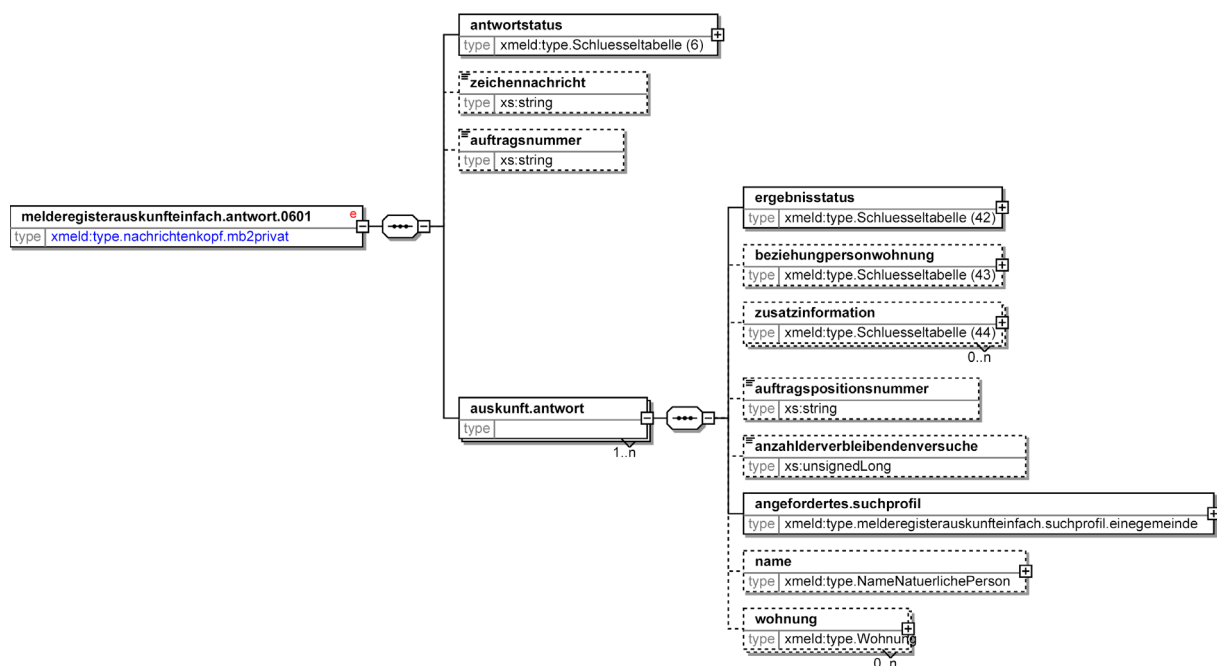 antwortstatus
type xmeld:type.Schluesseltabelle (6)
zeichennachricht
type xs:string
auftragsnummer
type xs:string
melderegisterauskunfteinfach.antwort.0601 e
type xmeld:type.nachrichtenkopf.mb2privat
auskunft.antwort
type
1..n
ergebnisstatus
type xmeld:type.Schluesseltabelle (42)
beziehungpersonwohnung
type xmeld:type.Schluesseltabelle (43)
zusatzinformation
type xmeld:type.Schluesseltabelle (44)
0..n
auftragspositionsnummer
type xs:string
anzahlderverbleibendenversuche
type xs:unsignedLong
angefordertes.suchprofil
type xmeld:type.melderegisterauskunfteinfach.suchprofil.einegemeinde
name
type xmeld:type.NameNatuerlichePerson
wohnung
type xmeld:type.Wohnung
0..n